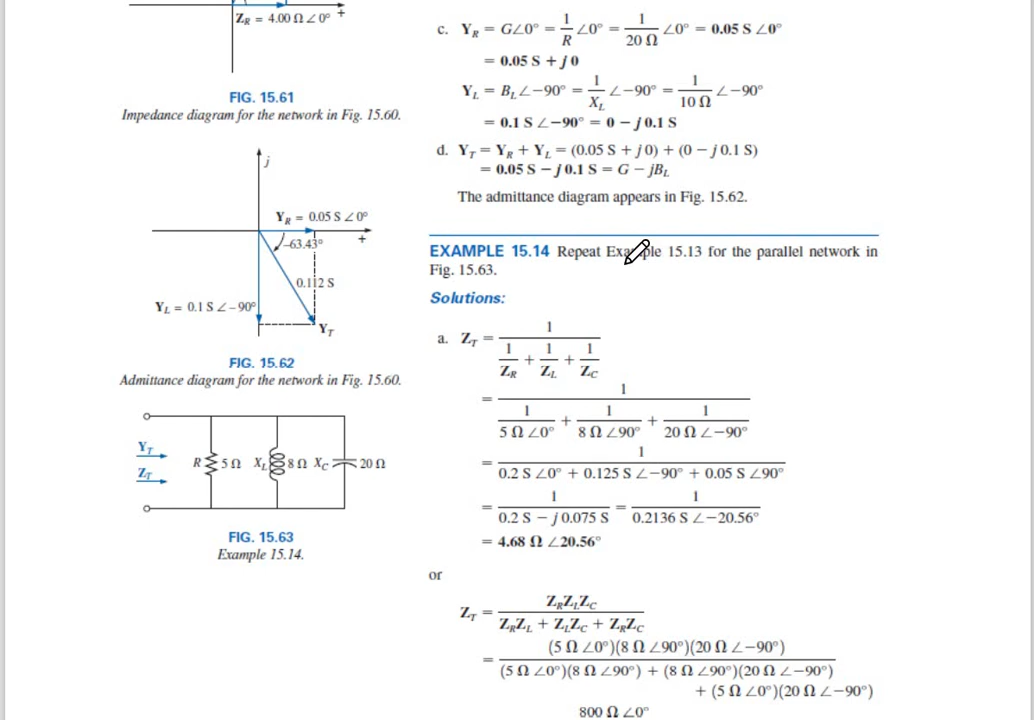 Z_R = 4.00 Ω ∠0° +
FIG. 15.61
Impedance diagram for the network in Fig. 15.60.
j
Y_R = 0.05 S ∠0°
–63.43° +
0.112 S
Y_L = 0.1 S ∠–90°
Y_T
FIG. 15.62
Admittance diagram for the network in Fig. 15.60.
Y_T
Z_T
R 5 Ω X_L 8 Ω X_C 20 Ω
FIG. 15.63
Example 15.14.
c. Y_R = G∠0° = 1/R ∠0° = 1/20 Ω ∠0° = 0.05 S ∠0°
= 0.05 S + j 0
Y_L = B_L ∠–90° = 1/X_L ∠–90° = 1/10 Ω ∠–90°
= 0.1 S ∠–90° = 0 – j 0.1 S
d. Y_T = Y_R + Y_L = (0.05 S + j 0) + (0 – j 0.1 S)
= 0.05 S – j 0.1 S = G – jB_L
The admittance diagram appears in Fig. 15.62.
EXAMPLE 15.14 Repeat Example 15.13 for the parallel network in
Fig. 15.63.
Solutions:
a. Z_T = 1/(1/Z_R + 1/Z_L + 1/Z_C)
= 1/(1/5 Ω ∠0° + 1/8 Ω ∠90° + 1/20 Ω ∠–90°)
= 1/(0.2 S ∠0° + 0.125 S ∠–90° + 0.05 S ∠90°)
= 1/(0.2 S – j 0.075 S) = 1/(0.2136 S ∠–20.56°)
= 4.68 Ω ∠20.56°
or
Z_T = Z_R Z_L Z_C/(Z_R Z_L + Z_L Z_C + Z_R Z_C)
= (5 Ω ∠0°)(8 Ω ∠90°)(20 Ω ∠–90°)
(5 Ω ∠0°)(8 Ω ∠90°) + (8 Ω ∠90°)(20 Ω ∠–90°)
+ (5 Ω ∠0°)(20 Ω ∠–90°)
800 Ω ∠0°